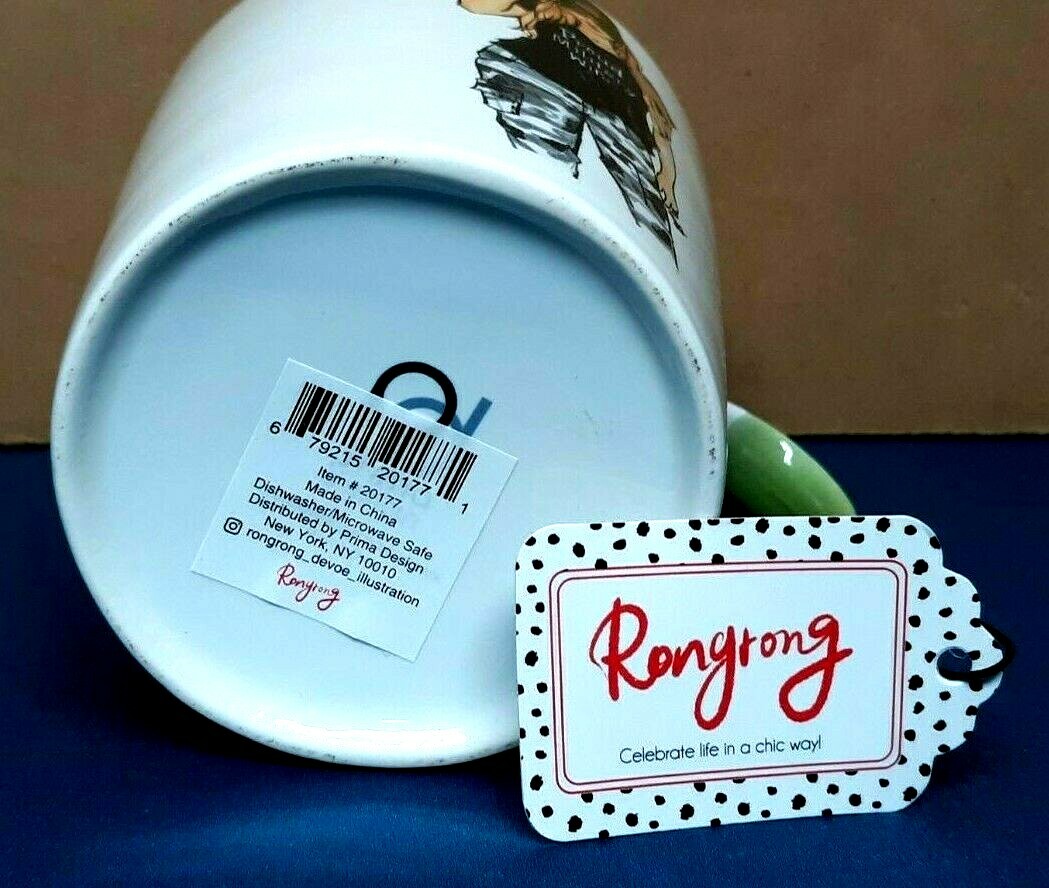 6 79215 20177 1
Item # 20177
Made in China
Dishwasher/Microwave Safe
Distributed by Prima Design
New York, NY 10010
rongrong_devoe_illustration
Rongrong
Rongrong
Celebrate life in a chic way!